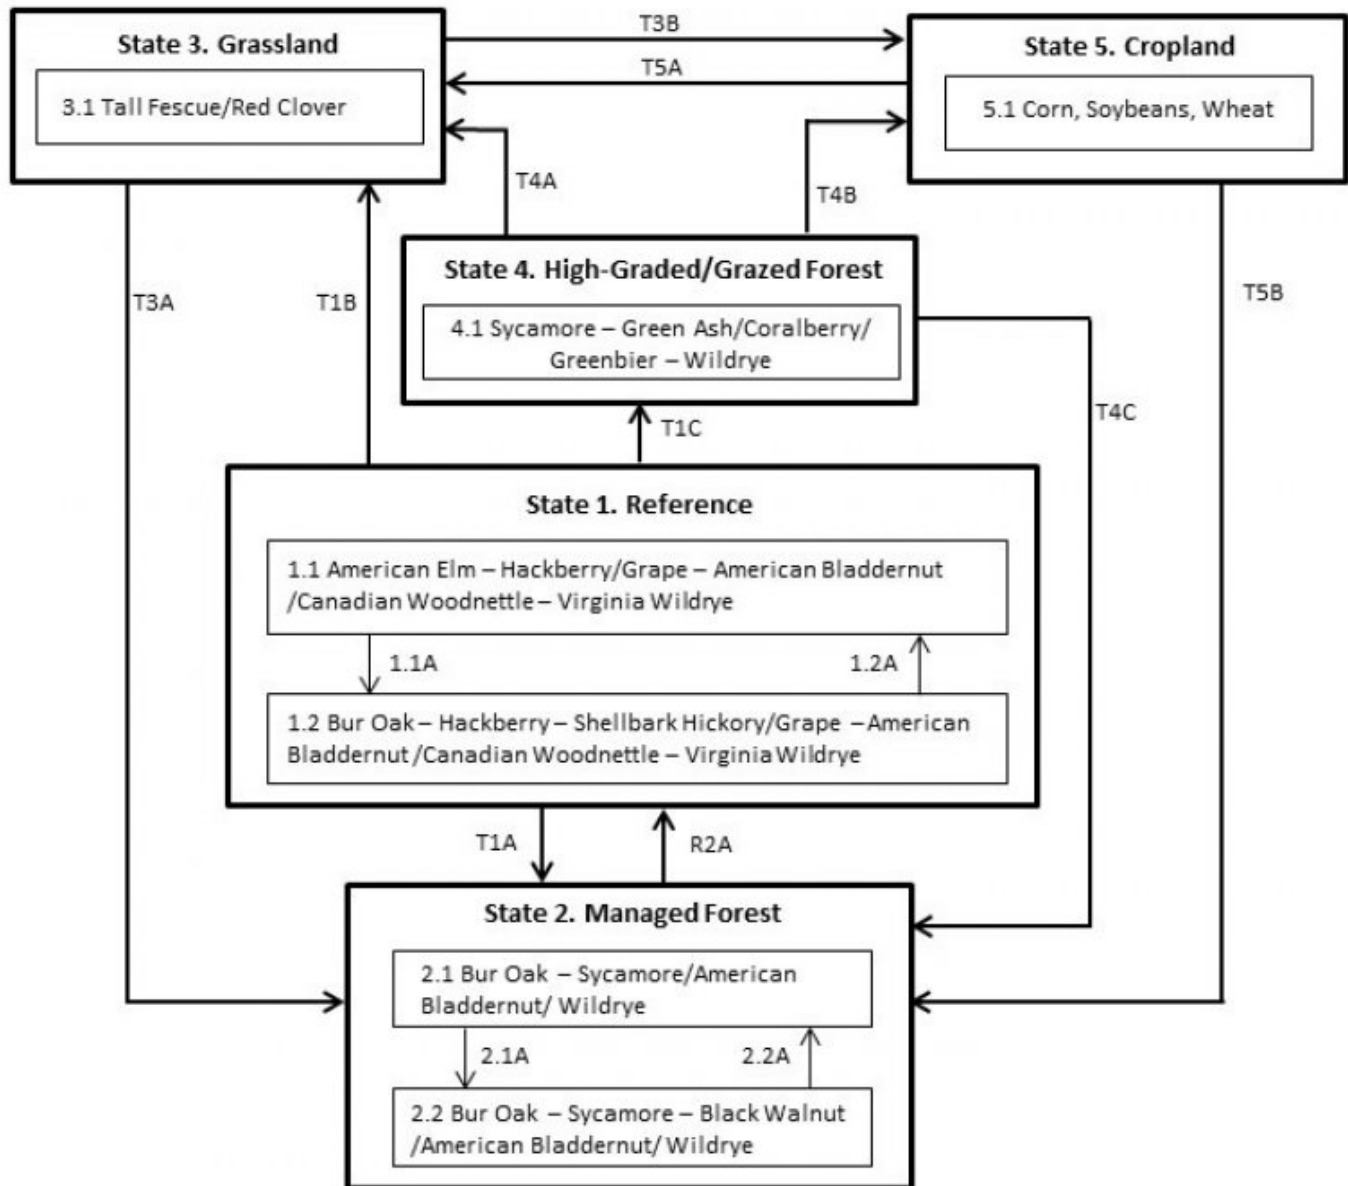 State 3. Grassland
3.1 Tall Fescue/Red Clover
T3B
T5A
State 5. Cropland
5.1 Corn, Soybeans, Wheat
T4A
T4B
T3A
T1B
T5B
State 4. High-Graded/Grazed Forest
4.1 Sycamore – Green Ash/Coralberry/
Greenbier – Wildrye
T4C
T1C
State 1. Reference
1.1 American Elm – Hackberry/Grape – American Bladdernut
/Canadian Woodnettle – Virginia Wildrye
1.1A
1.2A
1.2 Bur Oak – Hackberry – Shellbark Hickory/Grape –American
Bladdernut /Canadian Woodnettle – Virginia Wildrye
T1A
R2A
State 2. Managed Forest
2.1 Bur Oak – Sycamore/American
Bladdernut/ Wildrye
2.1A
2.2A
2.2 Bur Oak – Sycamore – Black Walnut
/American Bladdernut/ Wildrye